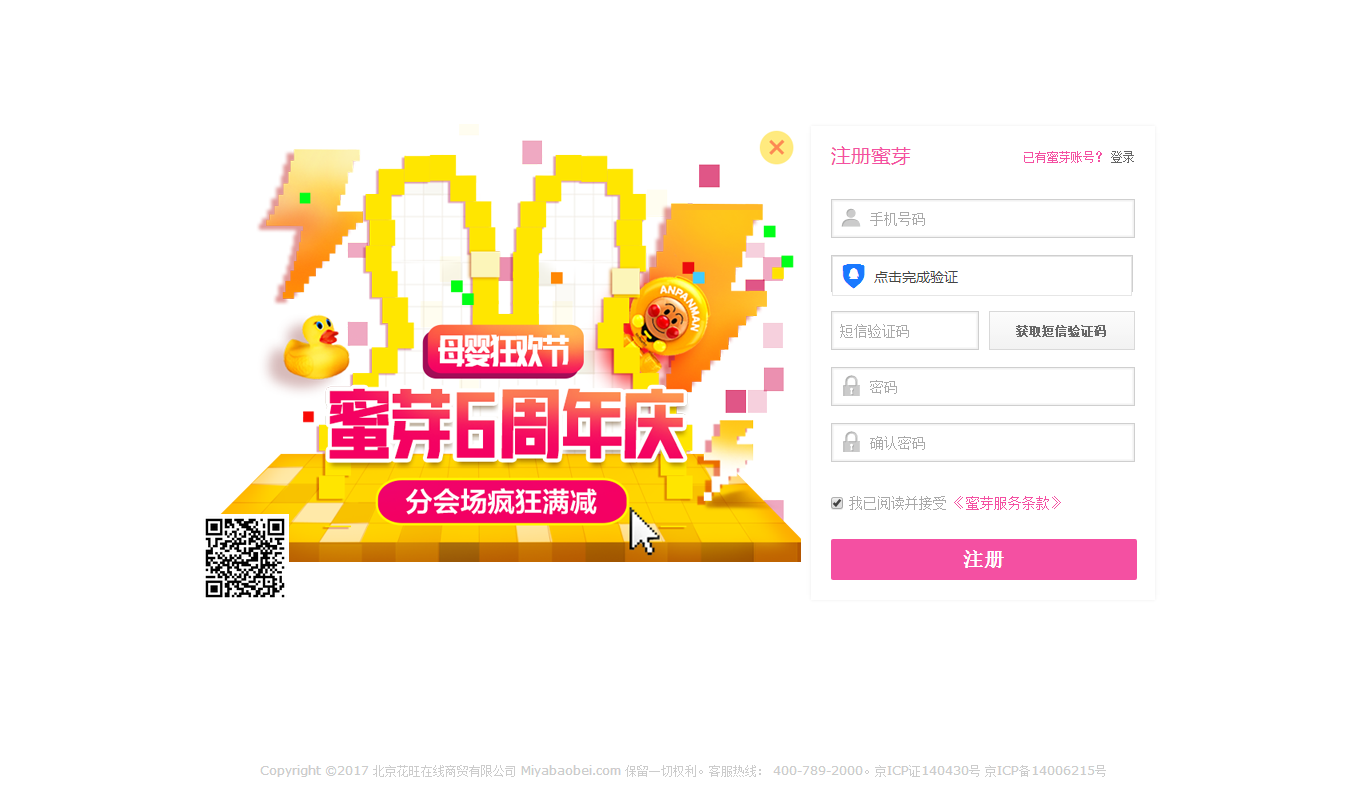 ANPANMAN
母婴狂欢节
蜜芽6周年庆
分会场疯狂满减
注册蜜芽
已有蜜芽账号? 登录
手机号码
点击完成验证
短信验证码
获取短信验证码
密码
确认密码
我已阅读并接受 《蜜芽服务条款》
注册
Copyright ©2017 北京花旺在线商贸有限公司 Miyabaobei.com 保留一切权利。客服热线： 400-789-2000。京ICP证140430号 京ICP备14006215号